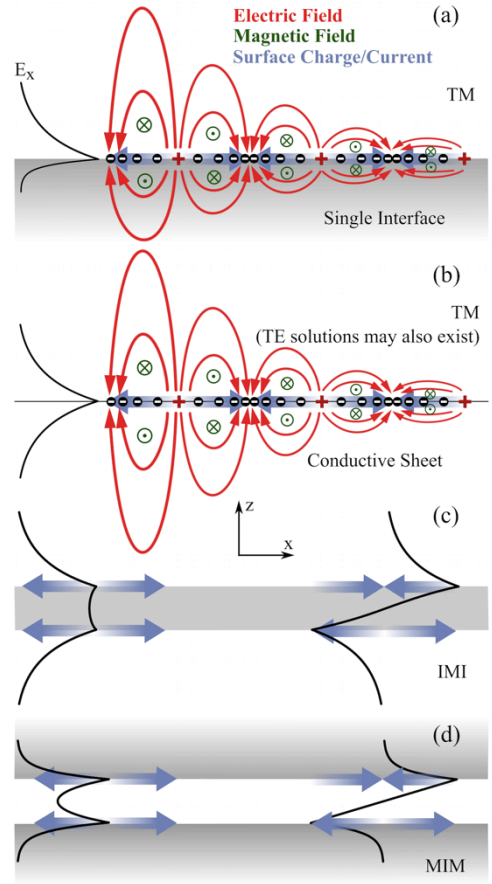 Electric Field
(a)
Magnetic Field
Surface Charge/Current
E_x
TM
Single Interface
(b)
TM
(TE solutions may also exist)
Conductive Sheet
z
x
(c)
IMI
(d)
MIM